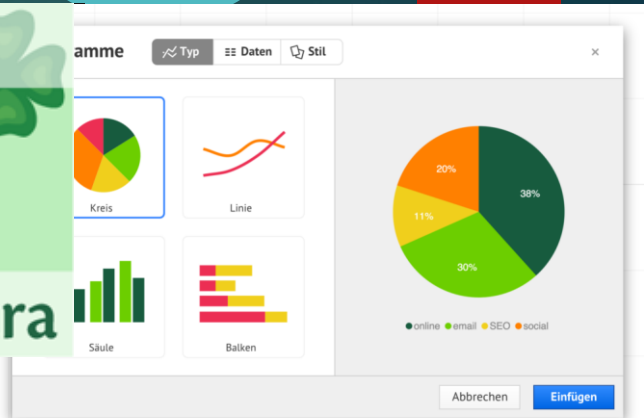 amme
Typ
Daten
Stil
×
Kreis
Linie
Säule
Balken
20%
38%
11%
30%
online email SEO social
ra
Abbrechen
Einfügen